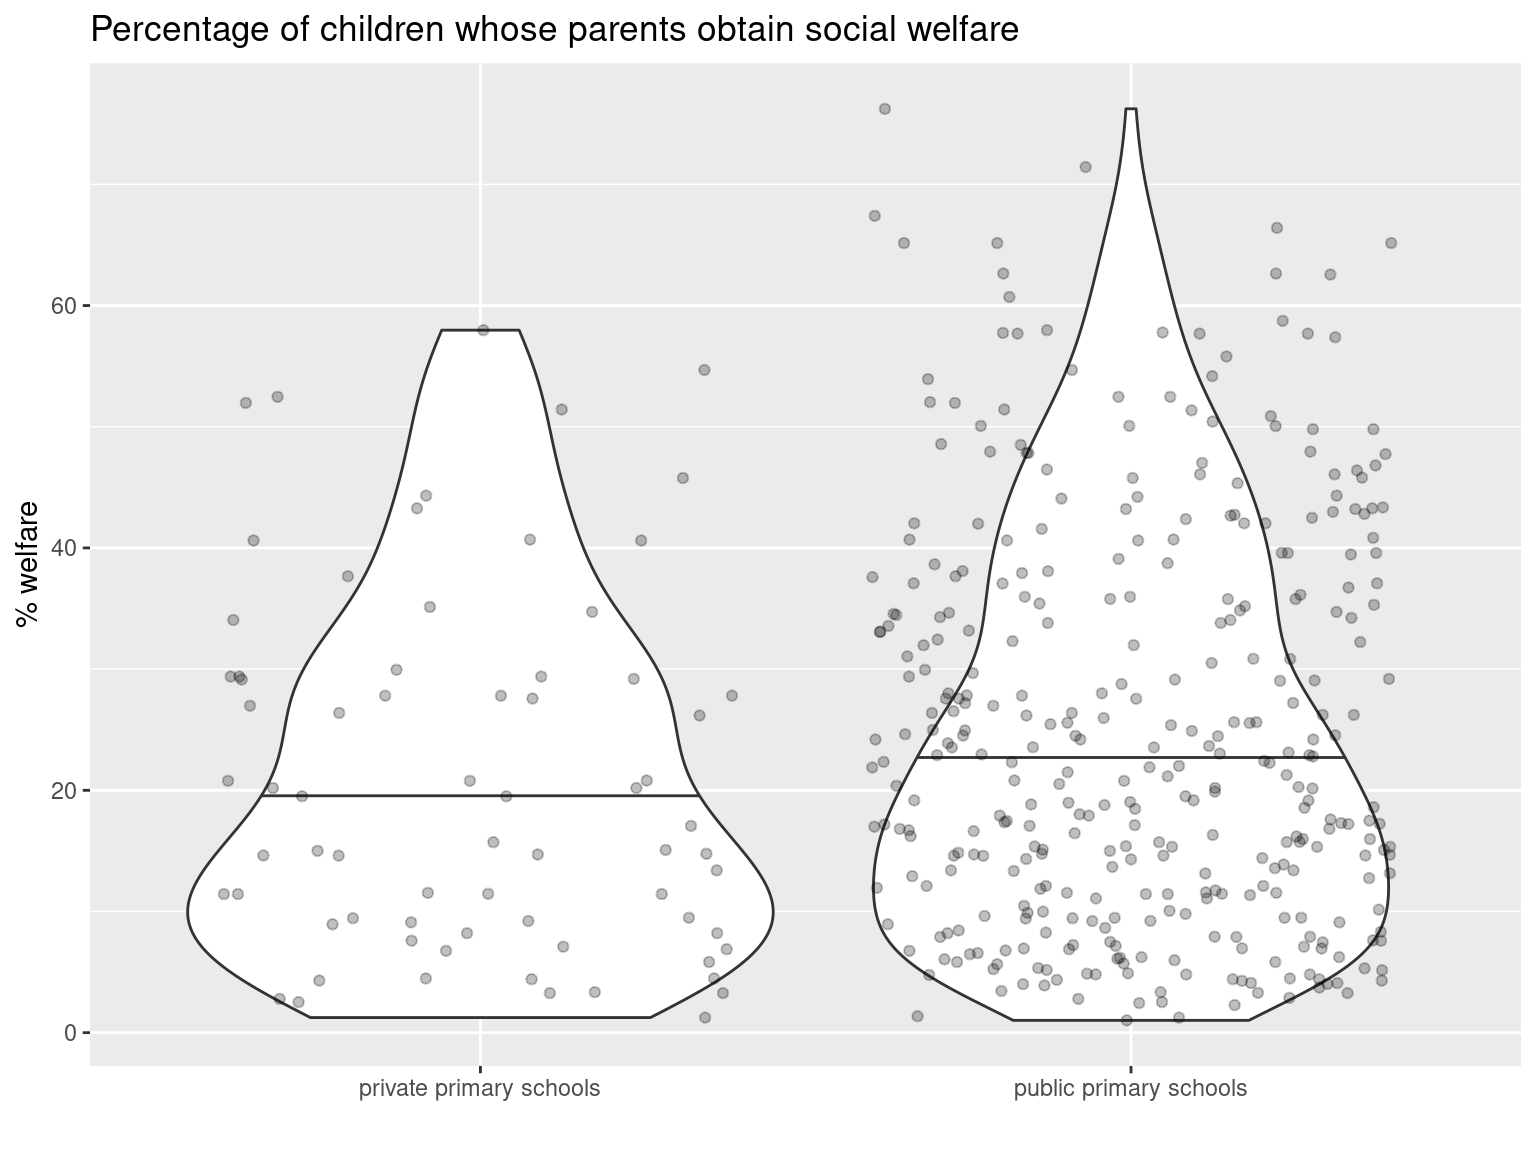 Percentage of children whose parents obtain social welfare
% welfare
60
40
20
0
private primary schools
public primary schools